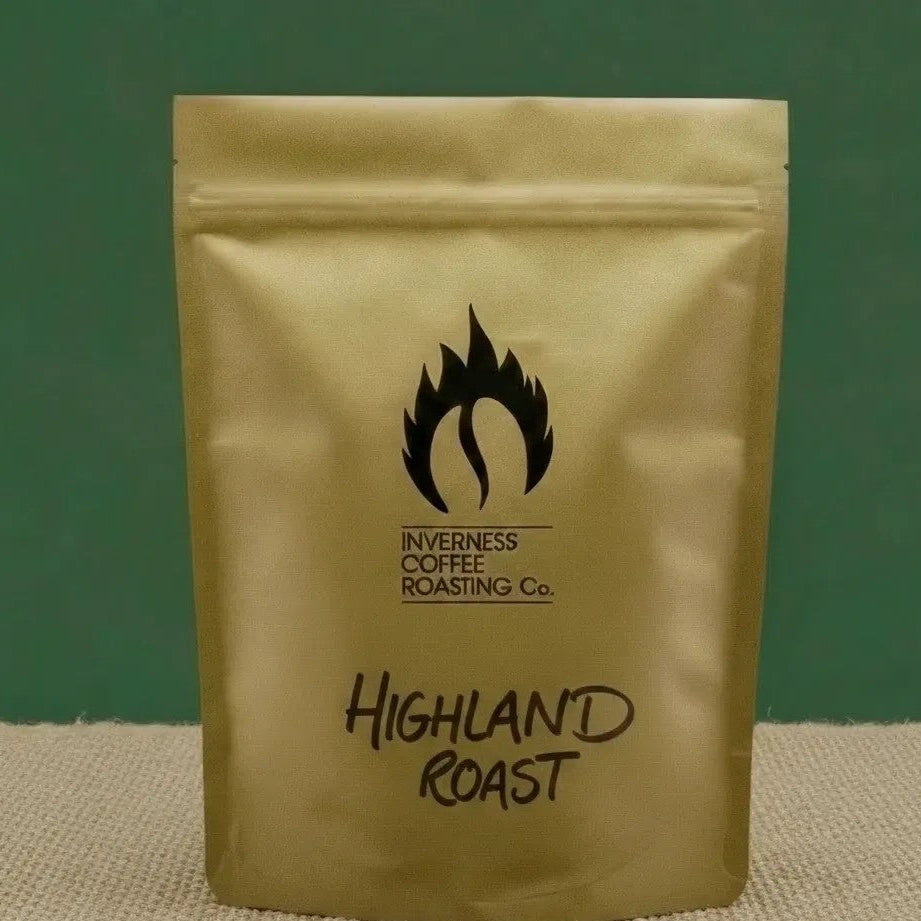 INVERNESS
COFFEE
ROASTING Co.
HIGHLAND
ROAST